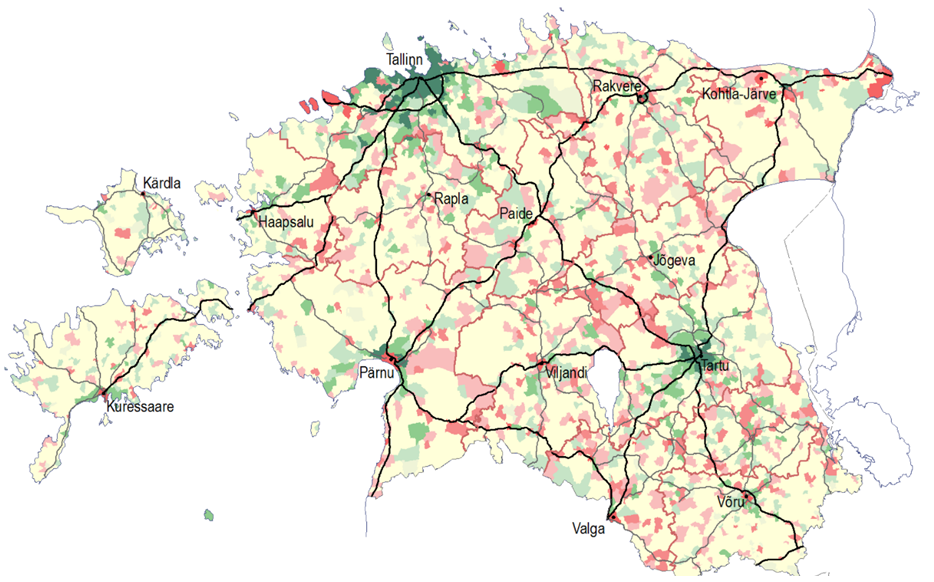 Tallinn
Rakvere
Kohtla-Järve
Kärdla
Rapla
Haapsalu
Paide
Jõgeva
Pärnu
Viljandi
Tartu
Kuressaare
Võru
Valga